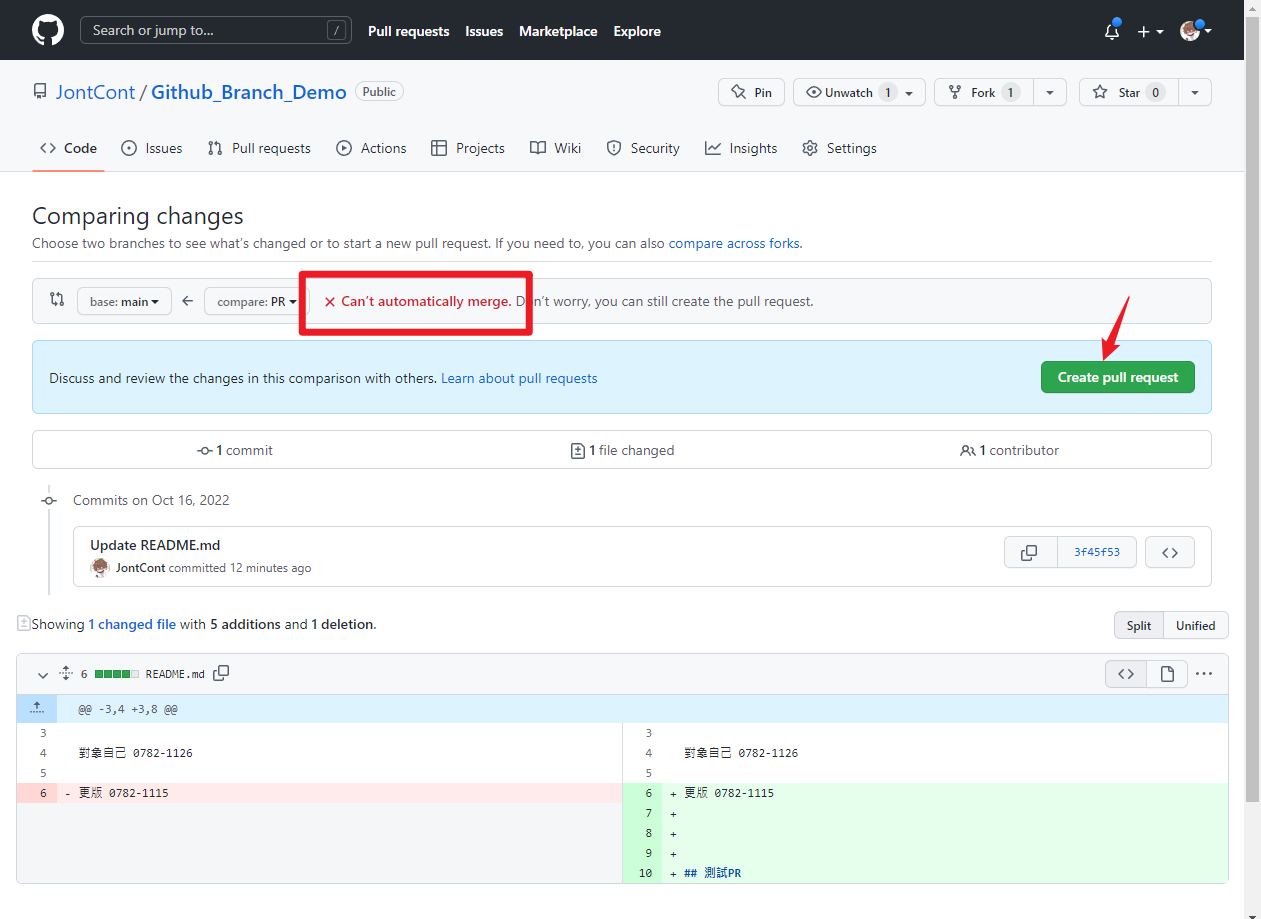 Search or jump to... / Pull requests Issues Marketplace Explore
JontCont / Github_Branch_Demo Public Pin Unwatch 1 Fork 1 Star 0
Code Issues Pull requests Actions Projects Wiki Security Insights Settings
Comparing changes
Choose two branches to see what's changed or to start a new pull request. If you need to, you can also compare across forks.
base: main compare: PR Can't automatically merge. Don't worry, you can still create the pull request.
Discuss and review the changes in this comparison with others. Learn about pull requests Create pull request
1 commit 1 file changed 1 contributor
Commits on Oct 16, 2022
Update README.md
JontCont committed 12 minutes ago 3f45f53
Showing 1 changed file with 5 additions and 1 deletion. Split Unified
6 README.md
@@ -3,4 +3,8 @@
3 3
4 對象自己 0782-1126 4 對象自己 0782-1126
5 5
6 - 更版 0782-1115 6 + 更版 0782-1115
7 +
8 +
9 +
10 + ## 測試PR